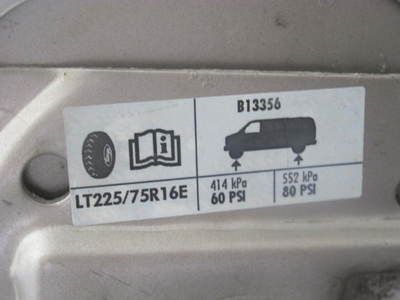 B13356
LT225/75R16E
414 kPa
60 PSI
552 kPa
80 PSI